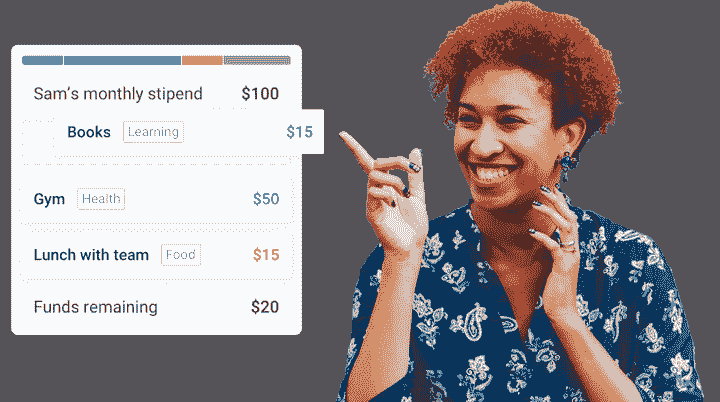 Sam's monthly stipend $100
Books Learning $15
Gym Health $50
Lunch with team Food $15
Funds remaining $20